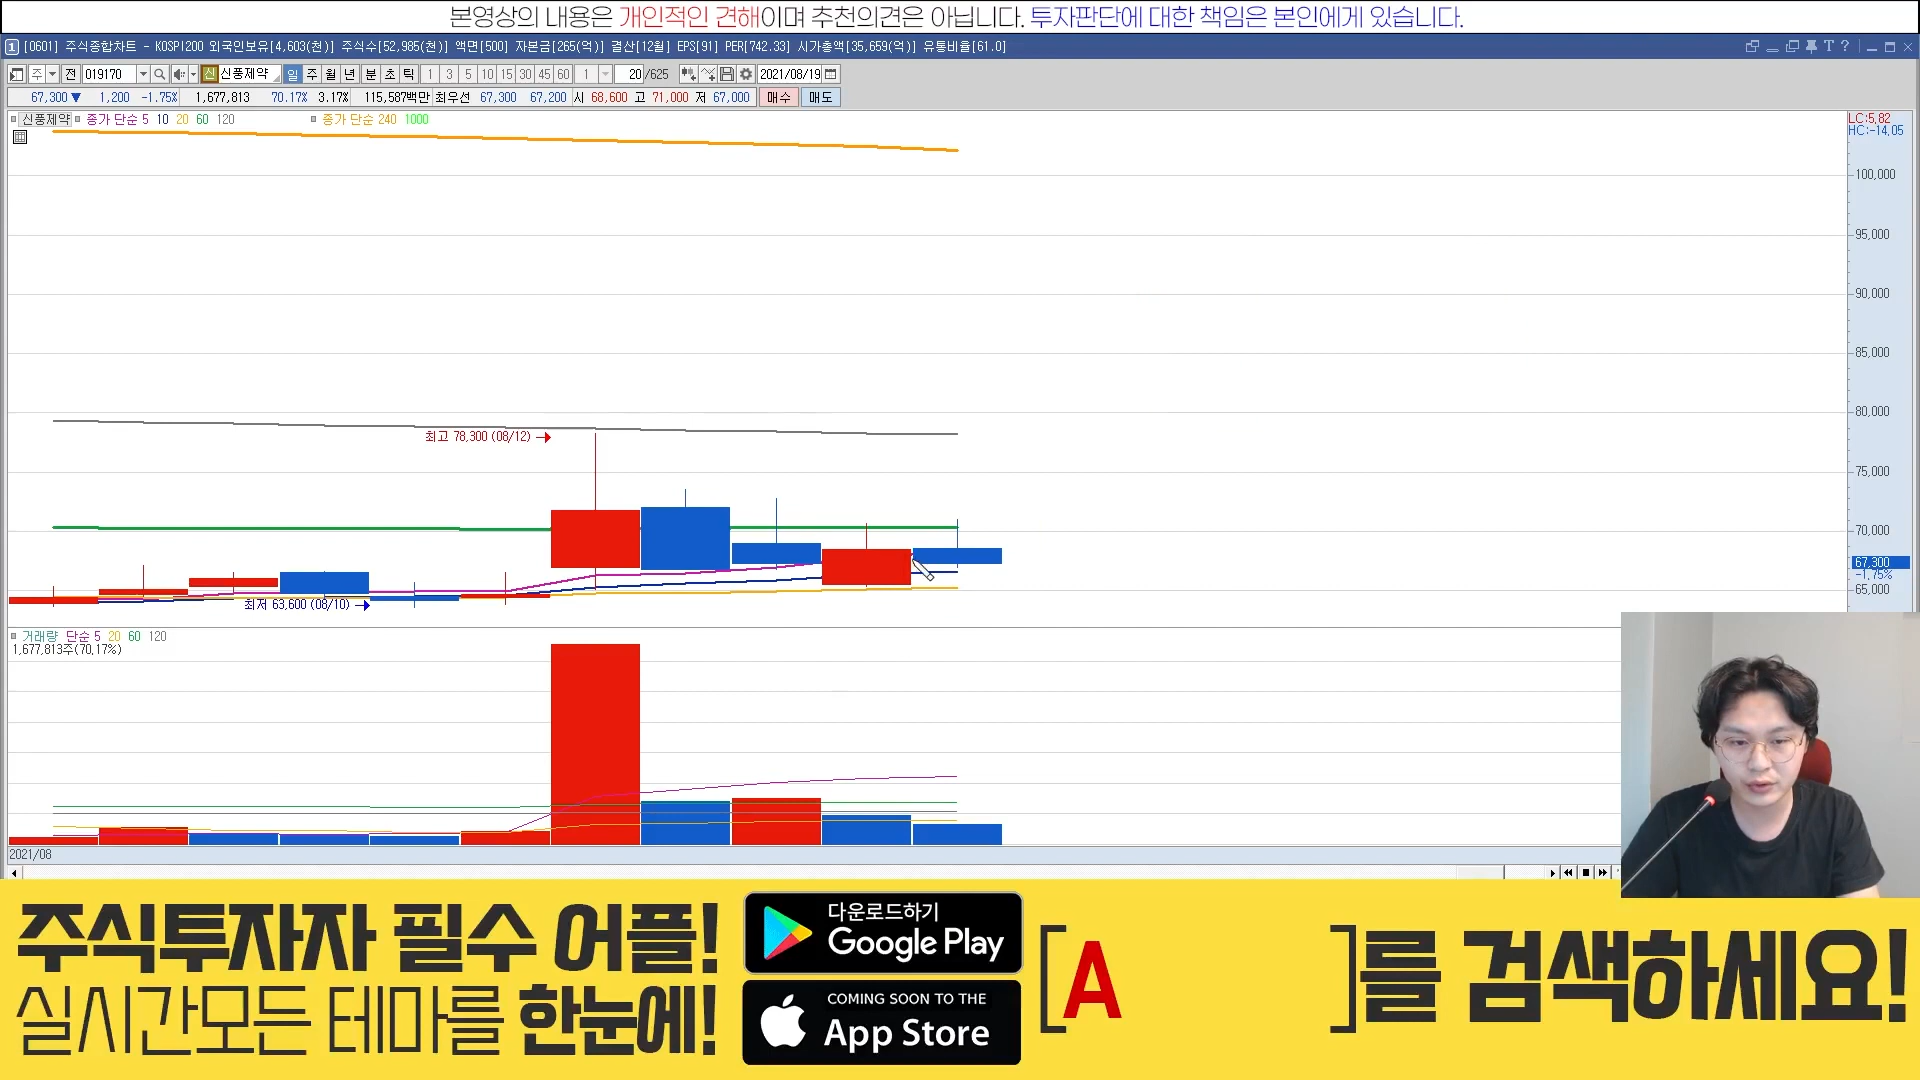 본영상의 내용은 개인적인 견해이며 추천의견은 아닙니다. 투자판단에 대한 책임은 본인에게 있습니다.
1 [0601] 주식종합차트 - KOSPI200 외국인보유[4,603(천)] 주식수[52,985(천)] 액면[500] 자본금[265(억)] 결산[12월] EPS[91] PER[742.33] 시가총액[35,659(억)] 유통비율[61.0]
주 전 019170 신 신풍제약 일 주 월 년 분 초 틱 1 3 5 10 15 30 45 60 1 20 /625 2021/08/19
67,300 ▼ 1,200 -1.75% 1,677,813 70.17% 3.17% 115,587백만 최우선 67,300 67,200 시 68,600 고 71,000 저 67,000 매수 매도
신풍제약 종가 단순 5 10 20 60 120 종가 단순 240 1000
LC:5.82
HC:-14.05
100,000
95,000
90,000
85,000
80,000
최고 78,300 (08/12) →
75,000
70,000
67,300
-1.75%
65,000
최저 63,600 (08/10) →
거래량 단순 5 20 60 120
1,677,813주(70.17%)
2021/08
주식투자자 필수 어플!
실시간모든 테마를 한눈에!
다운로드하기
Google Play
COMING SOON TO THE
App Store
[A ]를 검색하세요!